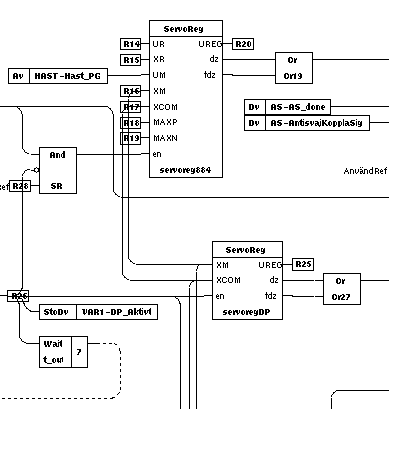 ServoReg
R14 UR UREG R20
R15 XR dz Or
Av HAST-Hast_PG UM fdz Or19
R16 XM
R17 XCOM Dv AS-AS_done
R18 MAXP Dv AS-AntisvajKopplaSig
R19 MAXN
And en
servoreg884 AnvändRef
ef R28 SR
ServoReg
XM UREG R25
XCOM dz Or
R26 en fdz Or27
StoDv VAR1-DP_Aktivt servoregDP
Wait 7
t_out